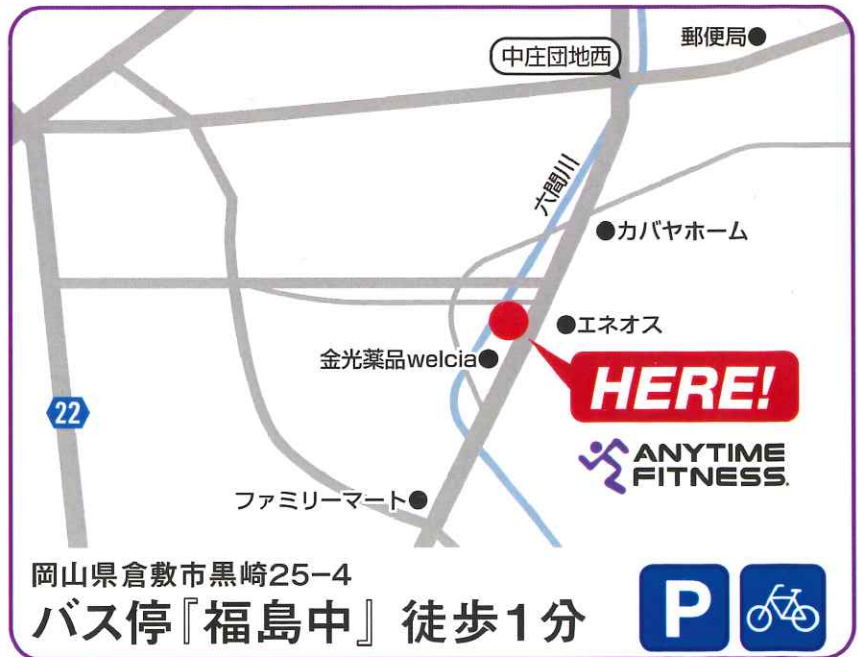 郵便局
中庄団地西
六間川
カバヤホーム
エネオス
金光薬品welcia
HERE!
22
ANYTIME
FITNESS.
ファミリーマート
岡山県倉敷市黒崎25-4
バス停『福島中』 徒歩1分
P